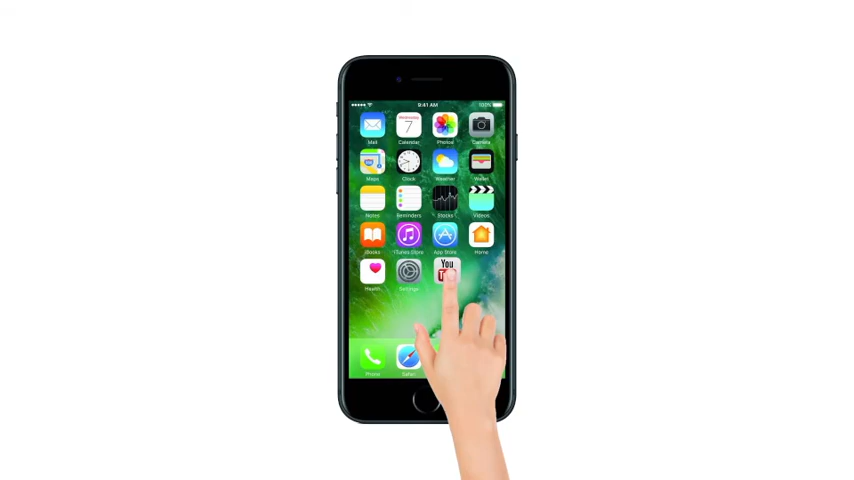 9:41 AM 100%
Wednesday
7
Mail Calendar Photos Camera
Maps Clock Weather Wallet
Notes Reminders Stocks Videos
iBooks iTunes Store App Store Home
You
Health Settings
Phone Safari